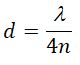 d = λ / 4n